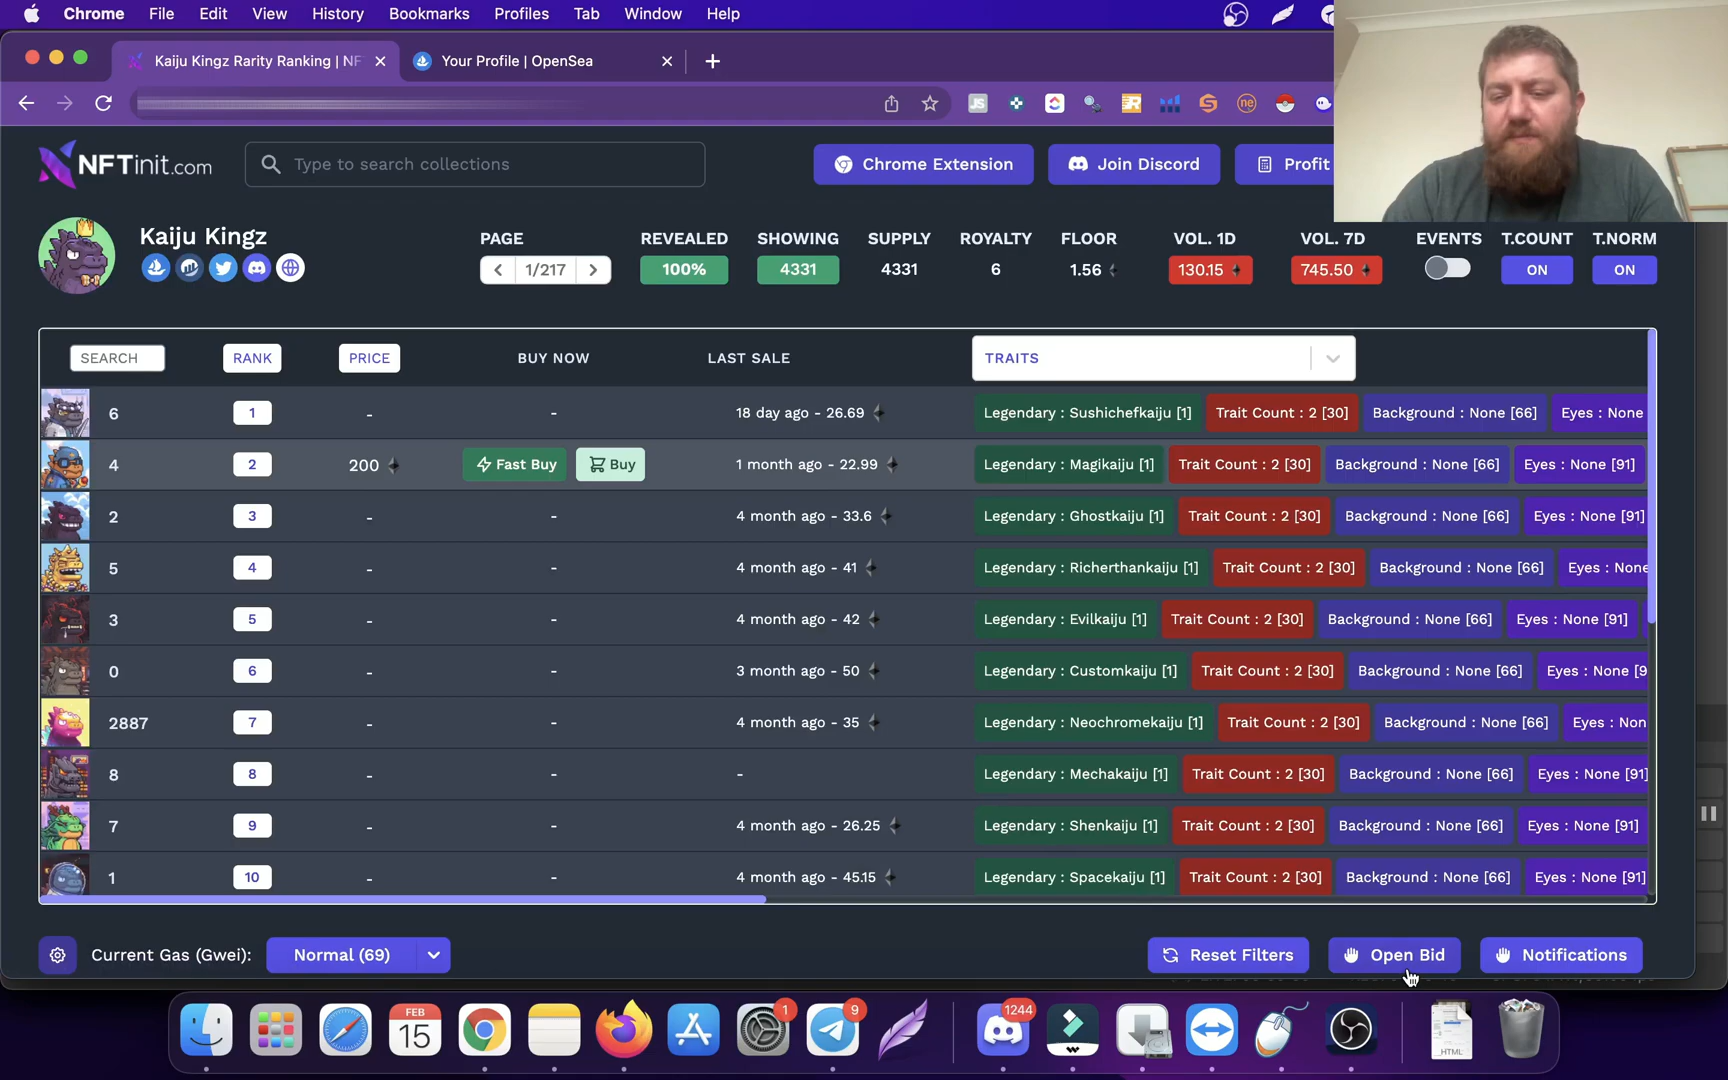 Chrome File Edit View History Bookmarks Profiles Tab Window Help
Kaiju Kingz Rarity Ranking | NF Your Profile | OpenSea
NFTinit.com Type to search collections Chrome Extension Join Discord Profit
Kaiju Kingz
PAGE REVEALED SHOWING SUPPLY ROYALTY FLOOR VOL. 1D VOL. 7D EVENTS T.COUNT T.NORM
1/217 100% 4331 4331 6 1.56 130.15 745.50 ON ON
SEARCH RANK PRICE BUY NOW LAST SALE TRAITS
6 1 - - 18 day ago - 26.69 Legendary : Sushichefkaiju [1] Trait Count : 2 [30] Background : None [66] Eyes : None
4 2 200 Fast Buy Buy 1 month ago - 22.99 Legendary : Magikaiju [1] Trait Count : 2 [30] Background : None [66] Eyes : None [91]
2 3 - - 4 month ago - 33.6 Legendary : Ghostkaiju [1] Trait Count : 2 [30] Background : None [66] Eyes : None [91]
5 4 - - 4 month ago - 41 Legendary : Richerthankaiju [1] Trait Count : 2 [30] Background : None [66] Eyes : None
3 5 - - 4 month ago - 42 Legendary : Evilkaiju [1] Trait Count : 2 [30] Background : None [66] Eyes : None [91]
0 6 - - 3 month ago - 50 Legendary : Customkaiju [1] Trait Count : 2 [30] Background : None [66] Eyes : None [9
2887 7 - - 4 month ago - 35 Legendary : Neochromekaiju [1] Trait Count : 2 [30] Background : None [66] Eyes : Non
8 8 - - - Legendary : Mechakaiju [1] Trait Count : 2 [30] Background : None [66] Eyes : None [91]
7 9 - - 4 month ago - 26.25 Legendary : Shenkaiju [1] Trait Count : 2 [30] Background : None [66] Eyes : None [91]
1 10 - - 4 month ago - 45.15 Legendary : Spacekaiju [1] Trait Count : 2 [30] Background : None [66] Eyes : None [91]
Current Gas (Gwei): Normal (69) Reset Filters Open Bid Notifications
FEB 15 1 9 1244 HTML